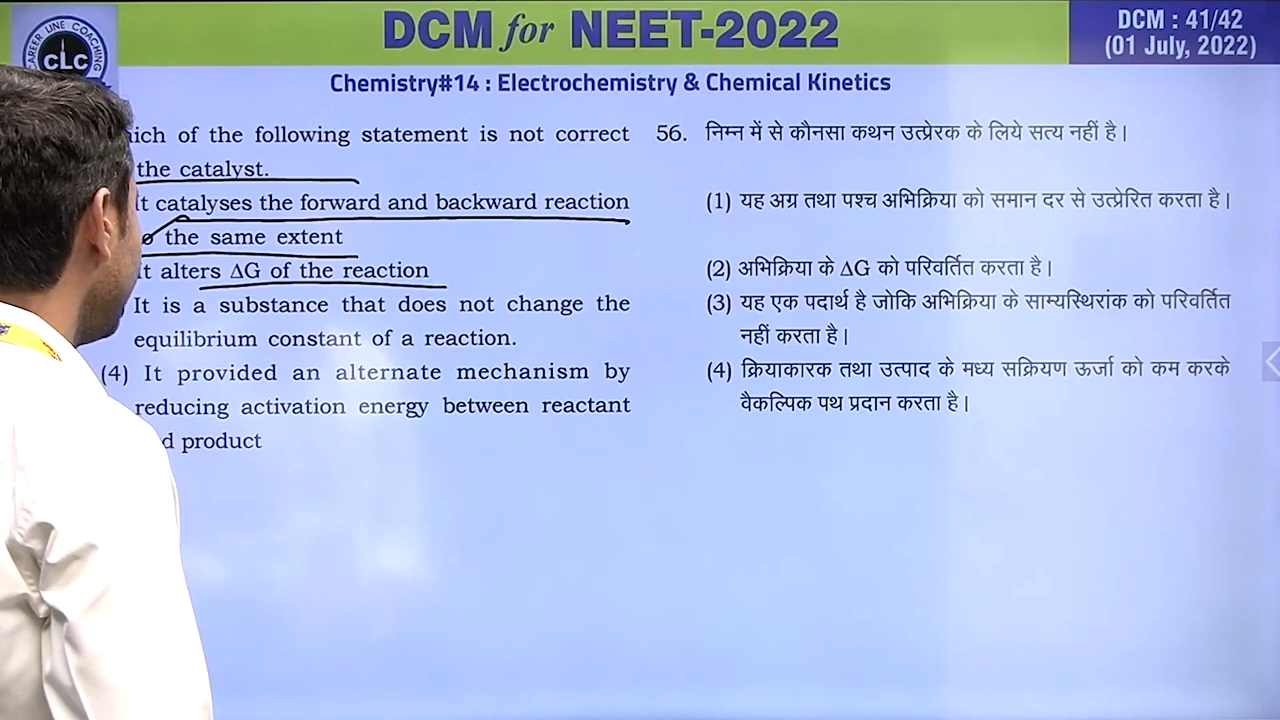 CAREER LINE COACHING
CLC
DCM for NEET-2022
DCM : 41/42
(01 July, 2022)
Chemistry#14 : Electrochemistry & Chemical Kinetics
of the following statement is not correct
the catalyst.
It catalyses the forward and backward reaction
the same extent
It alters ΔG of the reaction
It is a substance that does not change the
equilibrium constant of a reaction.
(4) It provided an alternate mechanism by
reducing activation energy between reactant
product
56. निम्न में से कौनसा कथन उत्प्रेरक के लिये सत्य नहीं है।
(1) यह अग्र तथा पश्च अभिक्रिया को समान दर से उत्प्रेरित करता है।
(2) अभिक्रिया के ΔG को परिवर्तित करता है।
(3) यह एक पदार्थ है जोकि अभिक्रिया के साम्यस्थिरांक को परिवर्तित
नहीं करता है।
(4) क्रियाकारक तथा उत्पाद के मध्य सक्रियण ऊर्जा को कम करके
वैकल्पिक पथ प्रदान करता है।